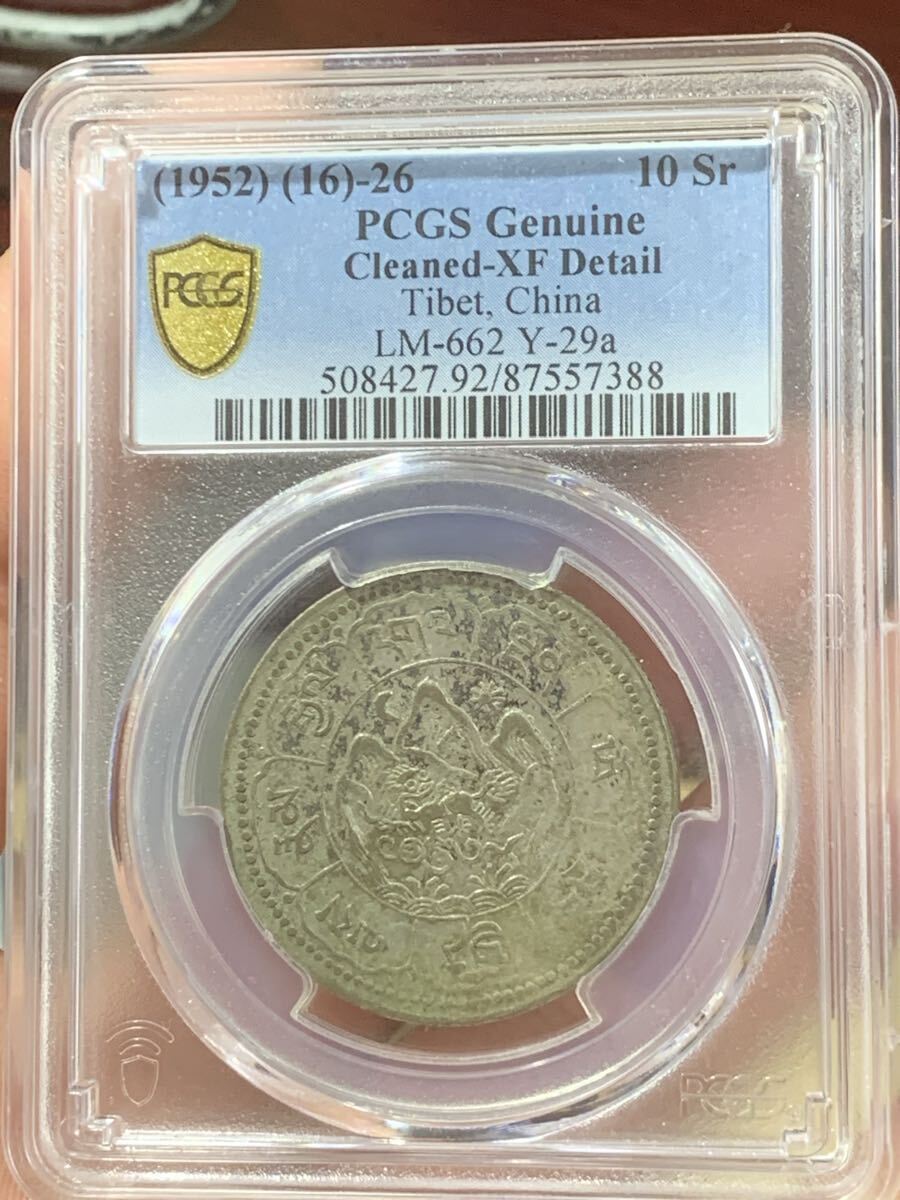 (1952) (16)-26 10 Sr
PCGS Genuine
Cleaned-XF Detail
Tibet, China
LM-662 Y-29a
508427.92/87557388
PCGS
PCGS